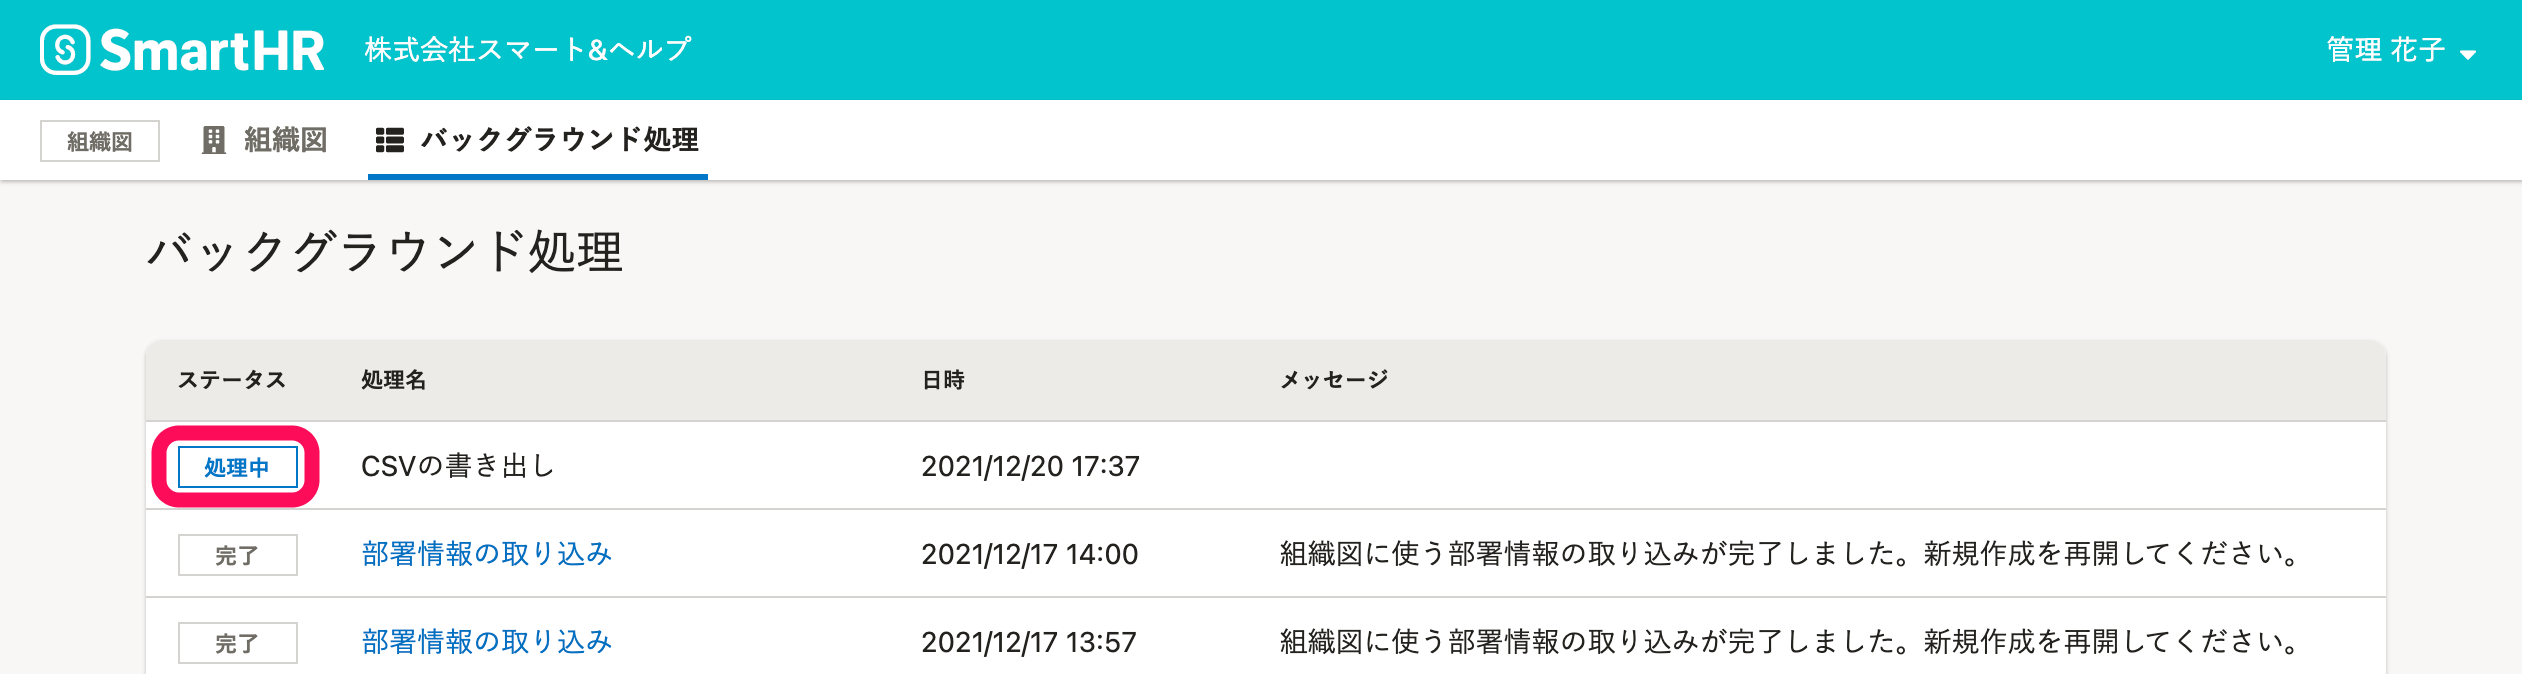 SmartHR 株式会社スマート&ヘルプ 管理 花子
組織図 組織図 バックグラウンド処理
バックグラウンド処理
ステータス 処理名 日時 メッセージ
処理中 CSVの書き出し 2021/12/20 17:37
完了 部署情報の取り込み 2021/12/17 14:00 組織図に使う部署情報の取り込みが完了しました。新規作成を再開してください。
完了 部署情報の取り込み 2021/12/17 13:57 組織図に使う部署情報の取り込みが完了しました。新規作成を再開してください。